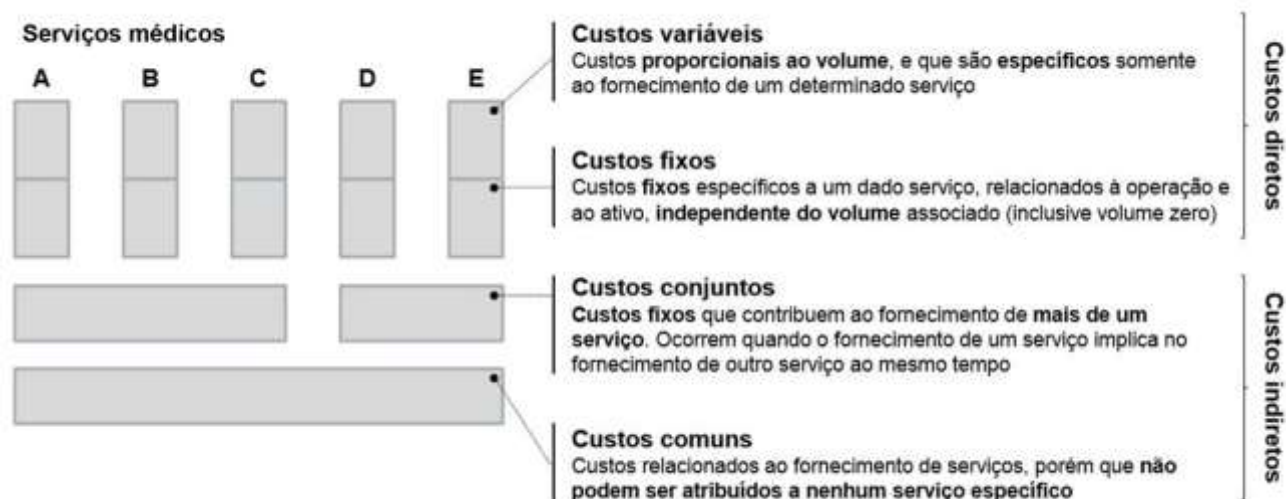 Serviços médicos
A B C D E
Custos variáveis
Custos proporcionais ao volume, e que são específicos somente
ao fornecimento de um determinado serviço
Custos fixos
Custos fixos específicos a um dado serviço, relacionados à operação e
ao ativo, independente do volume associado (inclusive volume zero)
Custos diretos
Custos conjuntos
Custos fixos que contribuem ao fornecimento de mais de um
serviço. Ocorrem quando o fornecimento de um serviço implica no
fornecimento de outro serviço ao mesmo tempo
Custos comuns
Custos relacionados ao fornecimento de serviços, porém que não
podem ser atribuídos a nenhum serviço específico
Custos indiretos